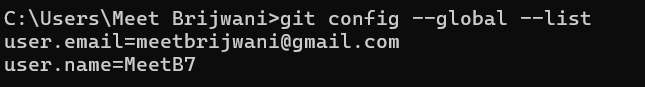 C:\Users\Meet Brijwani>git config --global --list
user.email=meetbrijwani@gmail.com
user.name=MeetB7